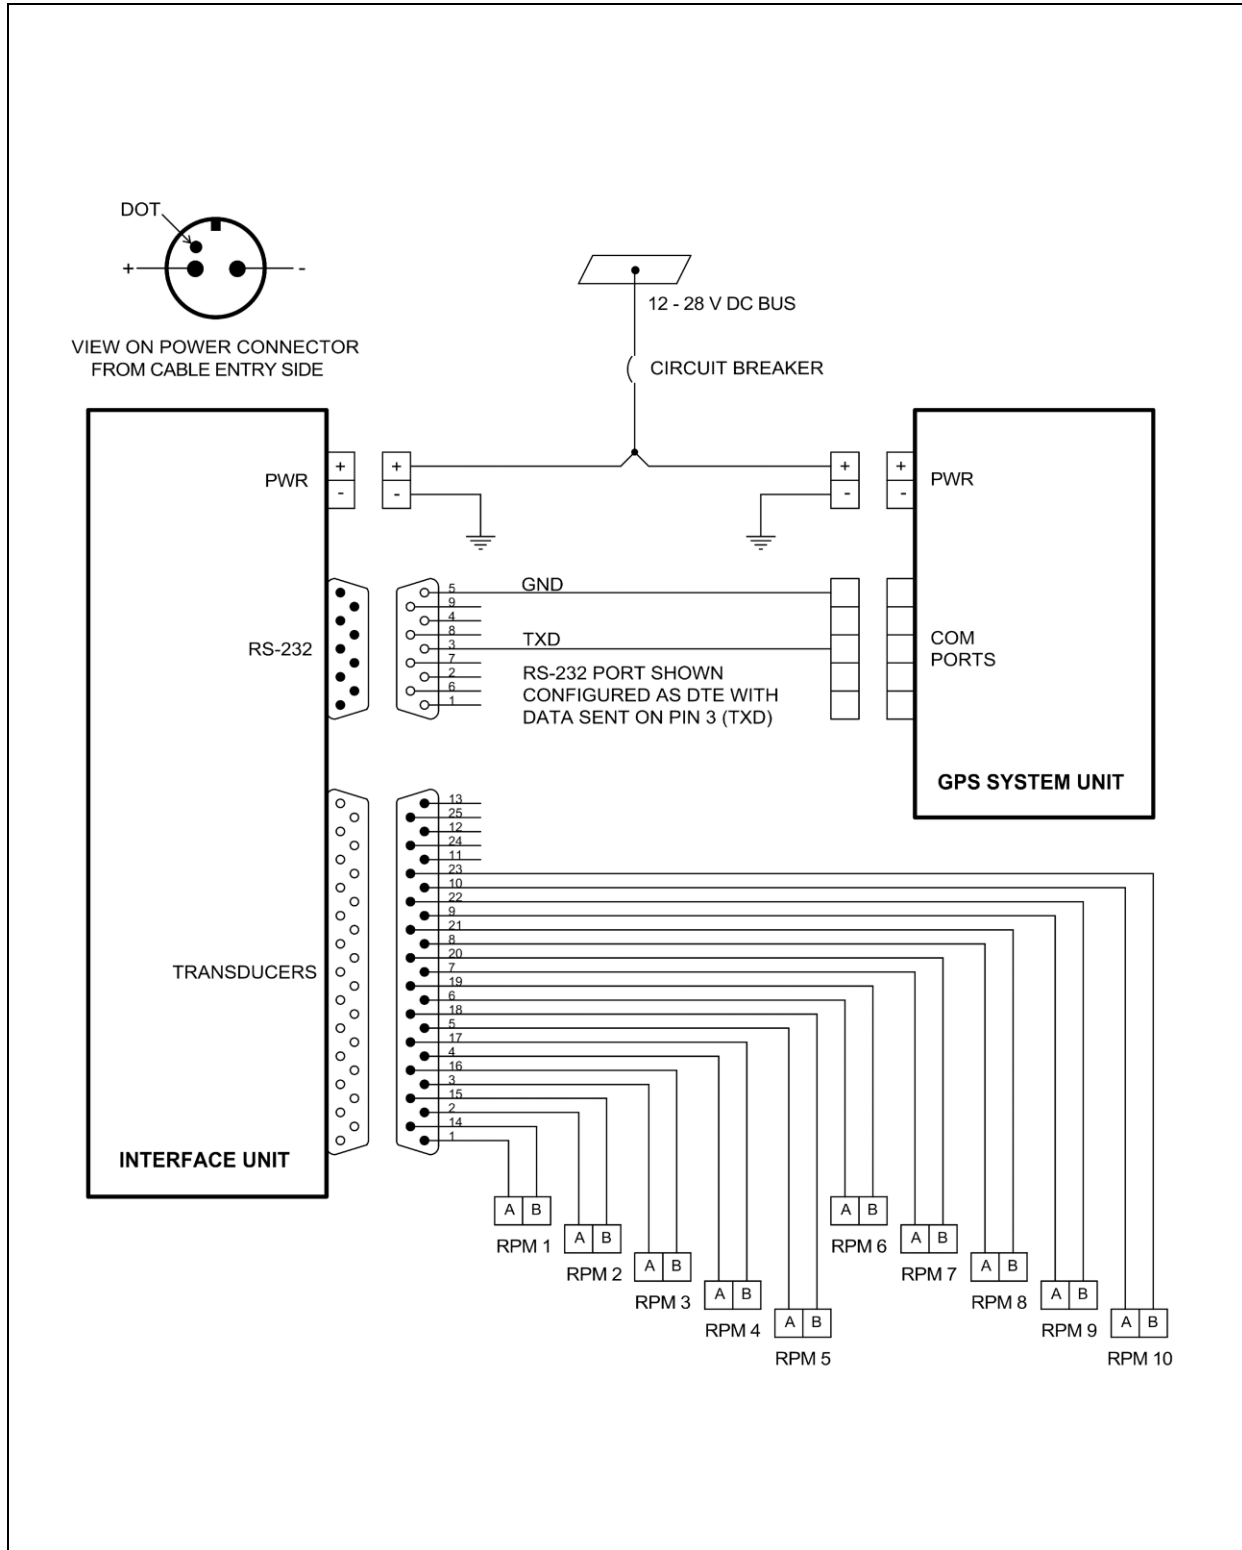 DOT
+
-
VIEW ON POWER CONNECTOR
FROM CABLE ENTRY SIDE
12 - 28 V DC BUS
CIRCUIT BREAKER
PWR
+
-
+
-
+
-
+
-
PWR
RS-232
5
9
4
8
3
7
2
6
1
GND
TXD
RS-232 PORT SHOWN
CONFIGURED AS DTE WITH
DATA SENT ON PIN 3 (TXD)
COM
PORTS
GPS SYSTEM UNIT
TRANSDUCERS
13
25
12
24
11
23
10
22
9
21
8
20
7
19
6
18
5
17
4
16
3
15
2
14
1
INTERFACE UNIT
A B
RPM 1
A B
RPM 2
A B
RPM 3
A B
RPM 4
A B
RPM 5
A B
RPM 6
A B
RPM 7
A B
RPM 8
A B
RPM 9
A B
RPM 10